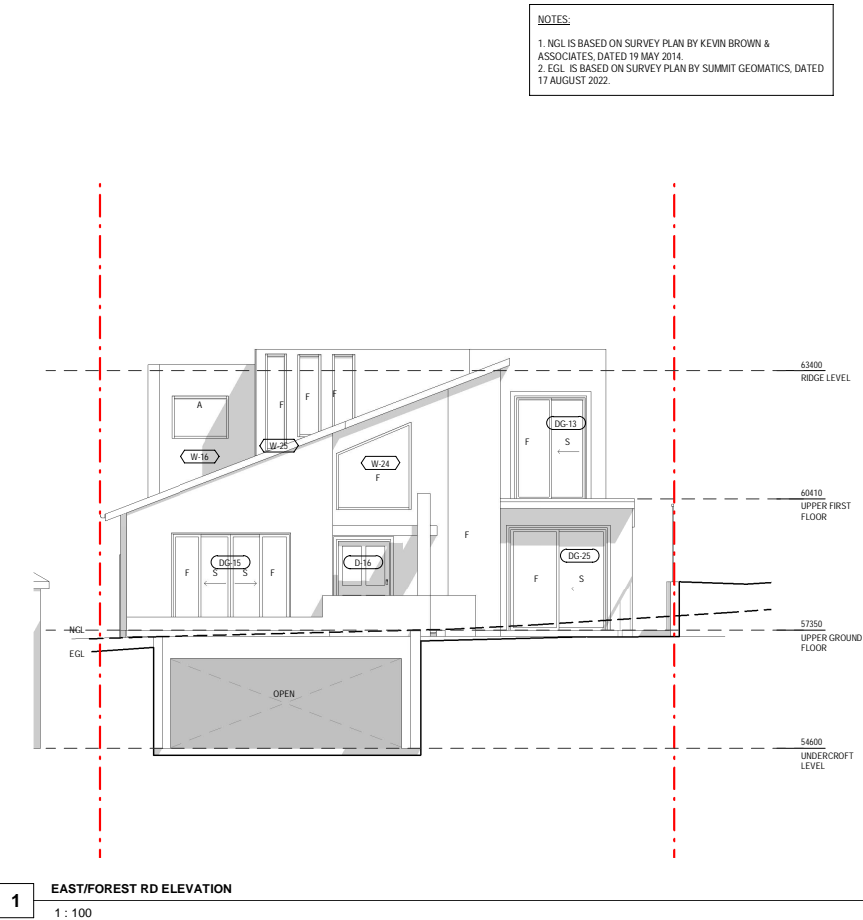 NOTES:
1. NGL IS BASED ON SURVEY PLAN BY KEVIN BROWN &
ASSOCIATES, DATED 19 MAY 2014.
2. EGL IS BASED ON SURVEY PLAN BY SUMMIT GEOMATICS, DATED
17 AUGUST 2022.
63400
RIDGE LEVEL
A
F
F
F
W-25
W-16
W-24
F
DG-13
F
S
60410
UPPER FIRST
FLOOR
F
DG-15
F
S
S
F
D-16
DG-25
F
S
NGL
57350
UPPER GROUND
FLOOR
EGL
OPEN
54600
UNDERCROFT
LEVEL
1
EAST/FOREST RD ELEVATION
1 : 100